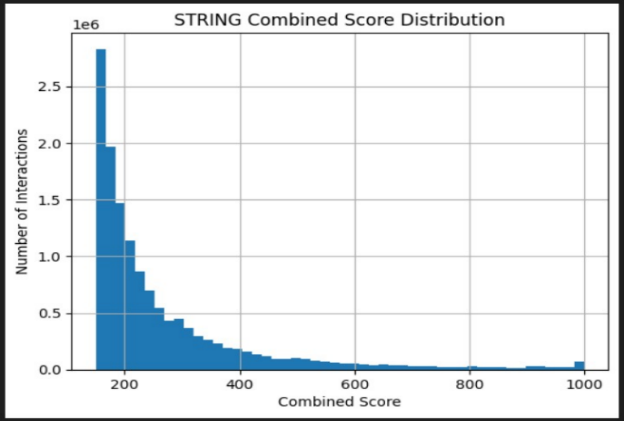 STRING Combined Score Distribution
1e6
2.5
2.0
1.5
1.0
0.5
0.0
Number of Interactions
200 400 600 800 1000
Combined Score